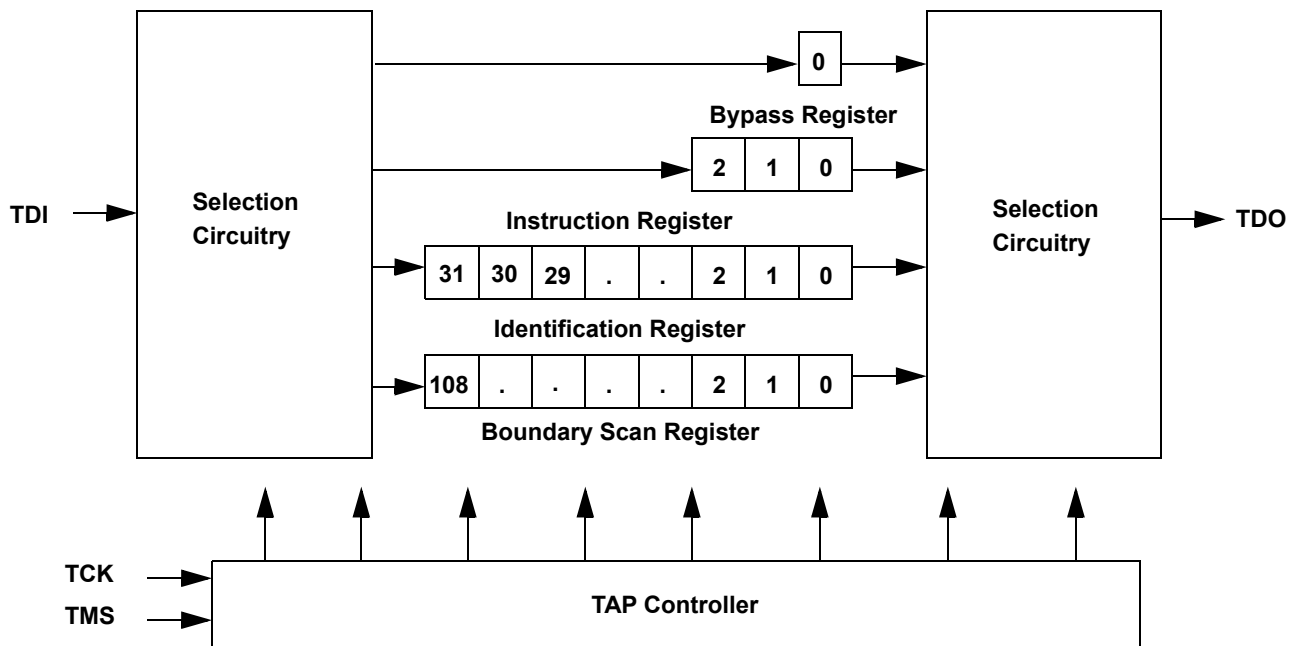 0
Bypass Register
2 1 0
TDI
Selection
Circuitry
Instruction Register
31 30 29 . . 2 1 0
Identification Register
108 . . . . 2 1 0
Boundary Scan Register
Selection
Circuitry
TDO
TCK
TMS
TAP Controller